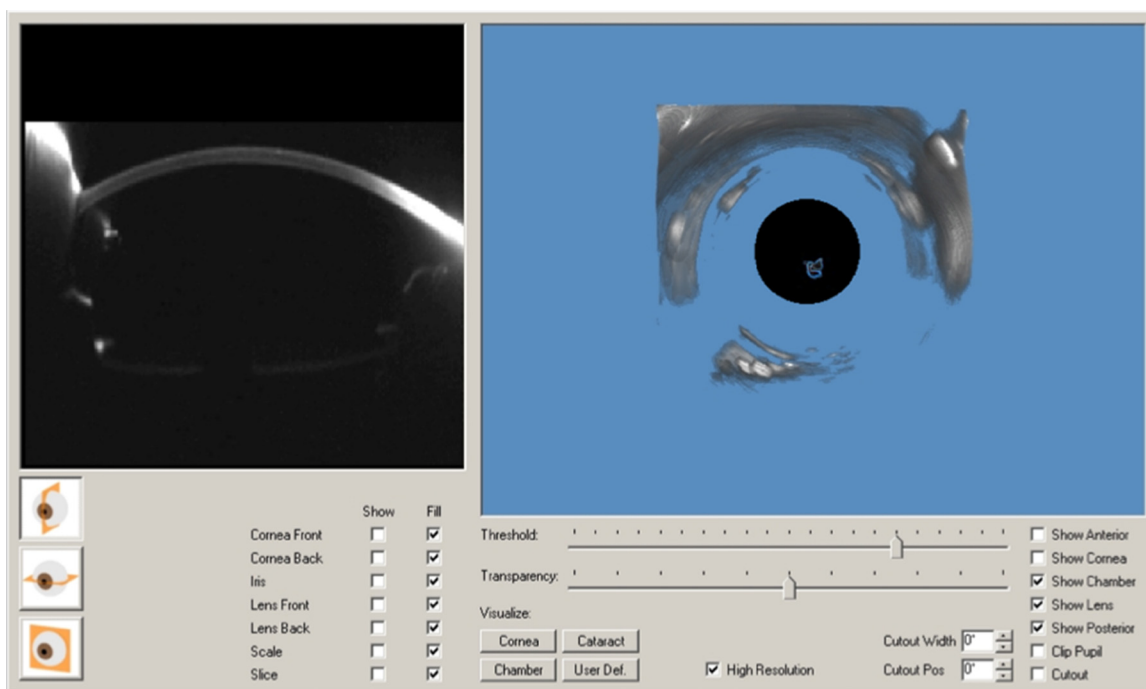 Show Fill
Cornea Front
Cornea Back
Iris
Lens Front
Lens Back
Scale
Slice
Threshold:
Transparency:
Visualize:
Cornea Cataract
Chamber User Def.
High Resolution
Cutout Width 0°
Cutout Pos 0°
Show Anterior
Show Cornea
Show Chamber
Show Lens
Show Posterior
Clip Pupil
Cutout